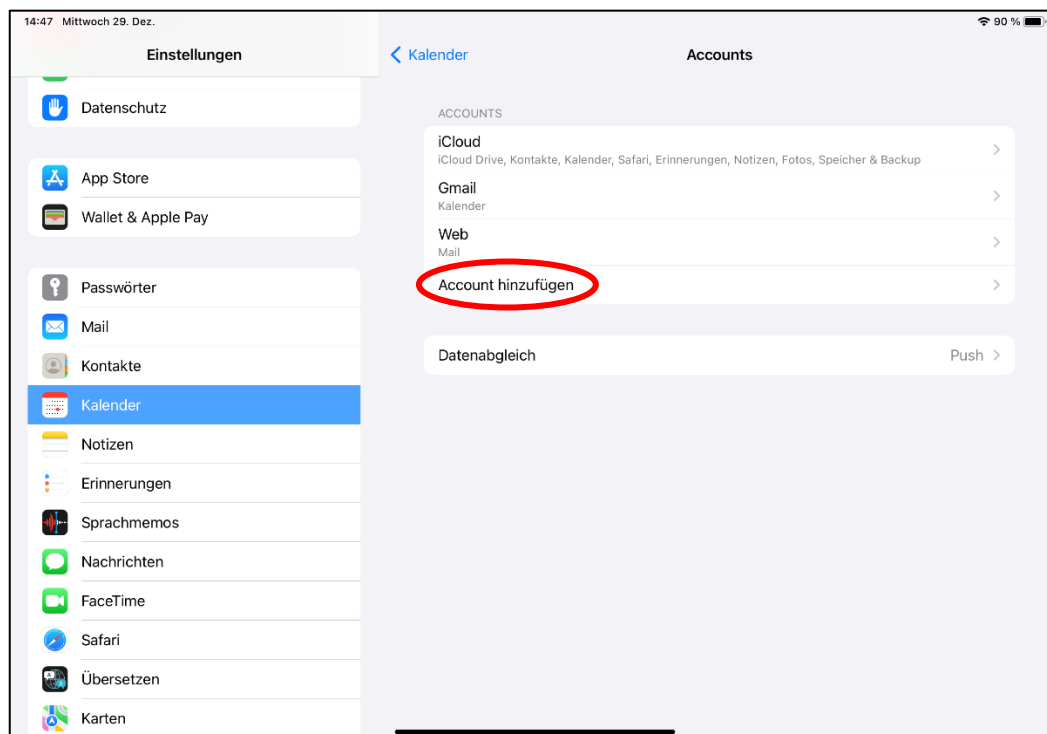 14:47 Mittwoch 29. Dez.
90 %
Einstellungen
Datenschutz
App Store
Wallet & Apple Pay
Passwörter
Mail
Kontakte
Kalender
Notizen
Erinnerungen
Sprachmemos
Nachrichten
FaceTime
Safari
Übersetzen
Karten
Kalender
Accounts
ACCOUNTS
iCloud
iCloud Drive, Kontakte, Kalender, Safari, Erinnerungen, Notizen, Fotos, Speicher & Backup
Gmail
Kalender
Web
Mail
Account hinzufügen
Datenabgleich Push